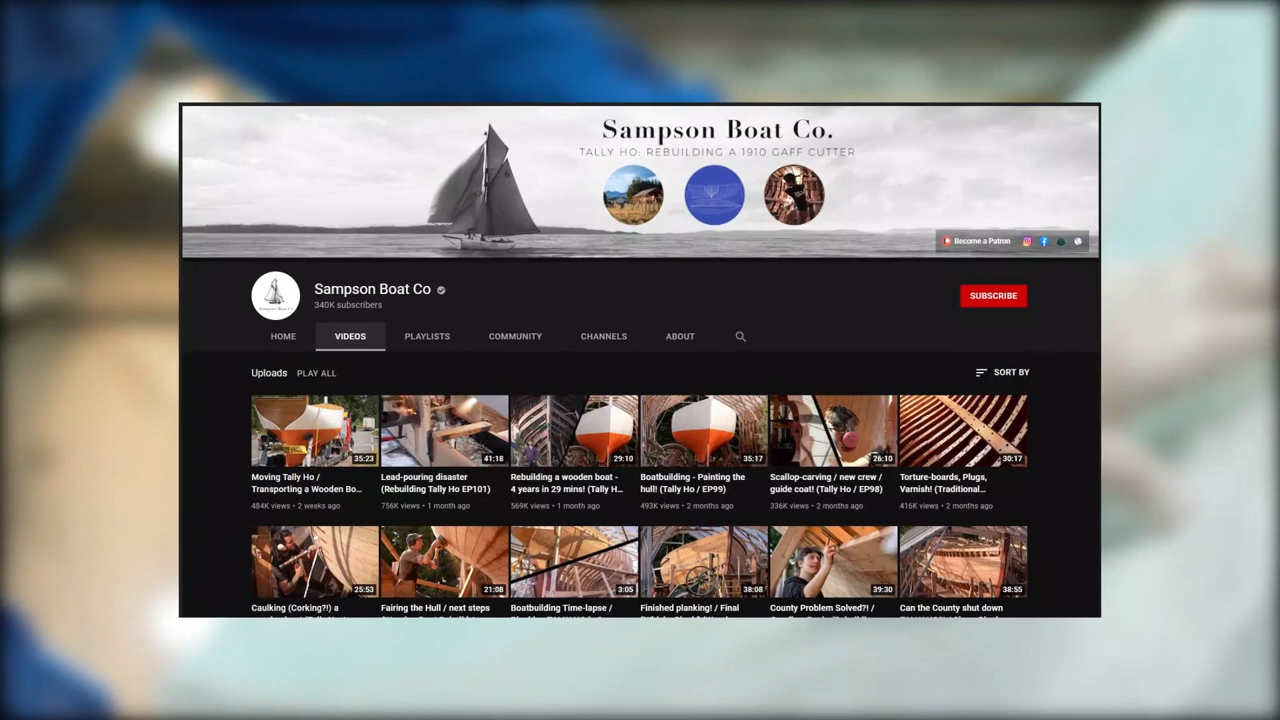 Sampson Boat Co.
TALLY HO: REBUILDING A 1910 GAFF CUTTER
Become a Patron
Sampson Boat Co
340K subscribers
SUBSCRIBE
HOME VIDEOS PLAYLISTS COMMUNITY CHANNELS ABOUT
Uploads PLAY ALL SORT BY
35:23 41:18 29:10 35:17 26:10 30:17
Moving Tally Ho / Lead-pouring disaster Rebuilding a wooden boat - Boatbuilding - Painting the Scallop-carving / new crew / Torture-boards, Plugs,
Transporting a Wooden Bo... (Rebuilding Tally Ho EP101) 4 years in 29 mins! (Tally H... hull! (Tally Ho / EP99) guide coat! (Tally Ho / EP98) Varnish! (Traditional...
484K views • 2 weeks ago 756K views • 1 month ago 569K views • 1 month ago 493K views • 2 months ago 336K views • 2 months ago 416K views • 2 months ago
25:53 21:08 3:05 38:08 39:30 38:55
Caulking (Corking?!) a Fairing the Hull / next steps Boatbuilding Time-lapse / Finished planking! / Final County Problem Solved?! / Can the County shut down